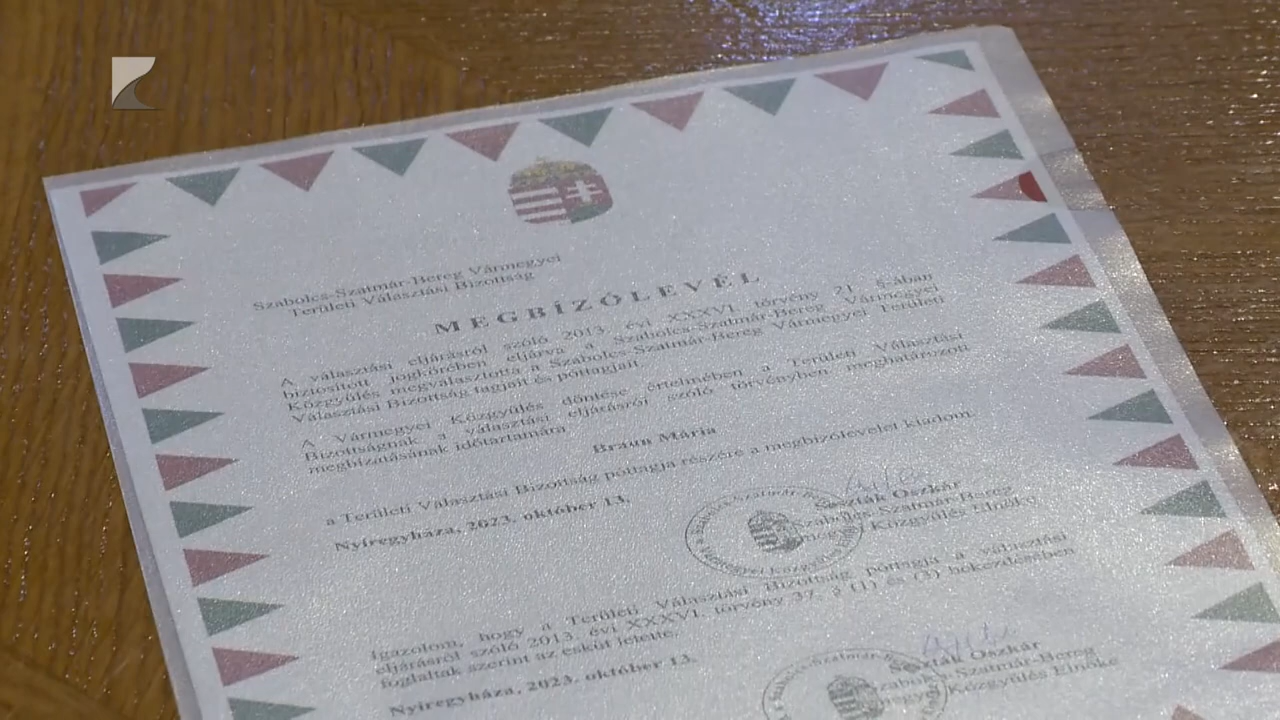 Szabolcs-Szatmár-Bereg Vármegyei
Területi Választási Bizottság
MEGBÍZÓLEVÉL
A választási eljárásról szóló 2013. évi XXXVI. törvény 21. §-ában
biztosított jogkörében eljárva a Szabolcs-Szatmár-Bereg Vármegyei
Közgyűlés megválasztotta a Szabolcs-Szatmár-Bereg Vármegyei Területi
Választási Bizottság tagjait és póttagjait.
A Vármegyei Közgyűlés döntése értelmében a Területi Választási
Bizottságnak a választási eljárásról szóló törvényben meghatározott
megbízatásának időtartamára
Braun Mária
a Területi Választási Bizottság póttagja részére a megbízólevelet kiadom.
Nyíregyháza, 2023. október 13.
Oszkár
Szabolcs-Szatmár-Bereg
Közgyűlés Elnöke
Igazolom, hogy a Területi Választási Bizottság póttagja a választási
eljárásról szóló 2013. évi XXXVI. törvény 37. § (1) és (3) bekezdésében
foglaltak szerint az esküt letette.
Nyíregyháza, 2023. október 13.
Oszkár
Szabolcs-Szatmár-Bereg
Közgyűlés Elnöke